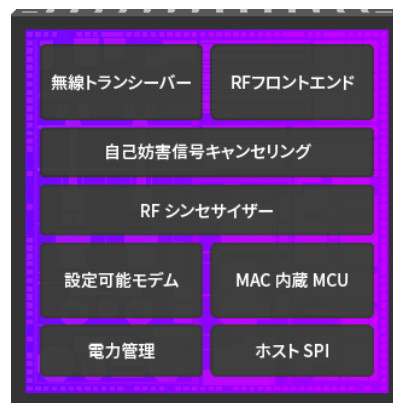 無線トランシーバー
RFフロントエンド
自己妨害信号キャンセリング
RF シンセサイザー
設定可能モデム
MAC 内蔵 MCU
電力管理
ホスト SPI